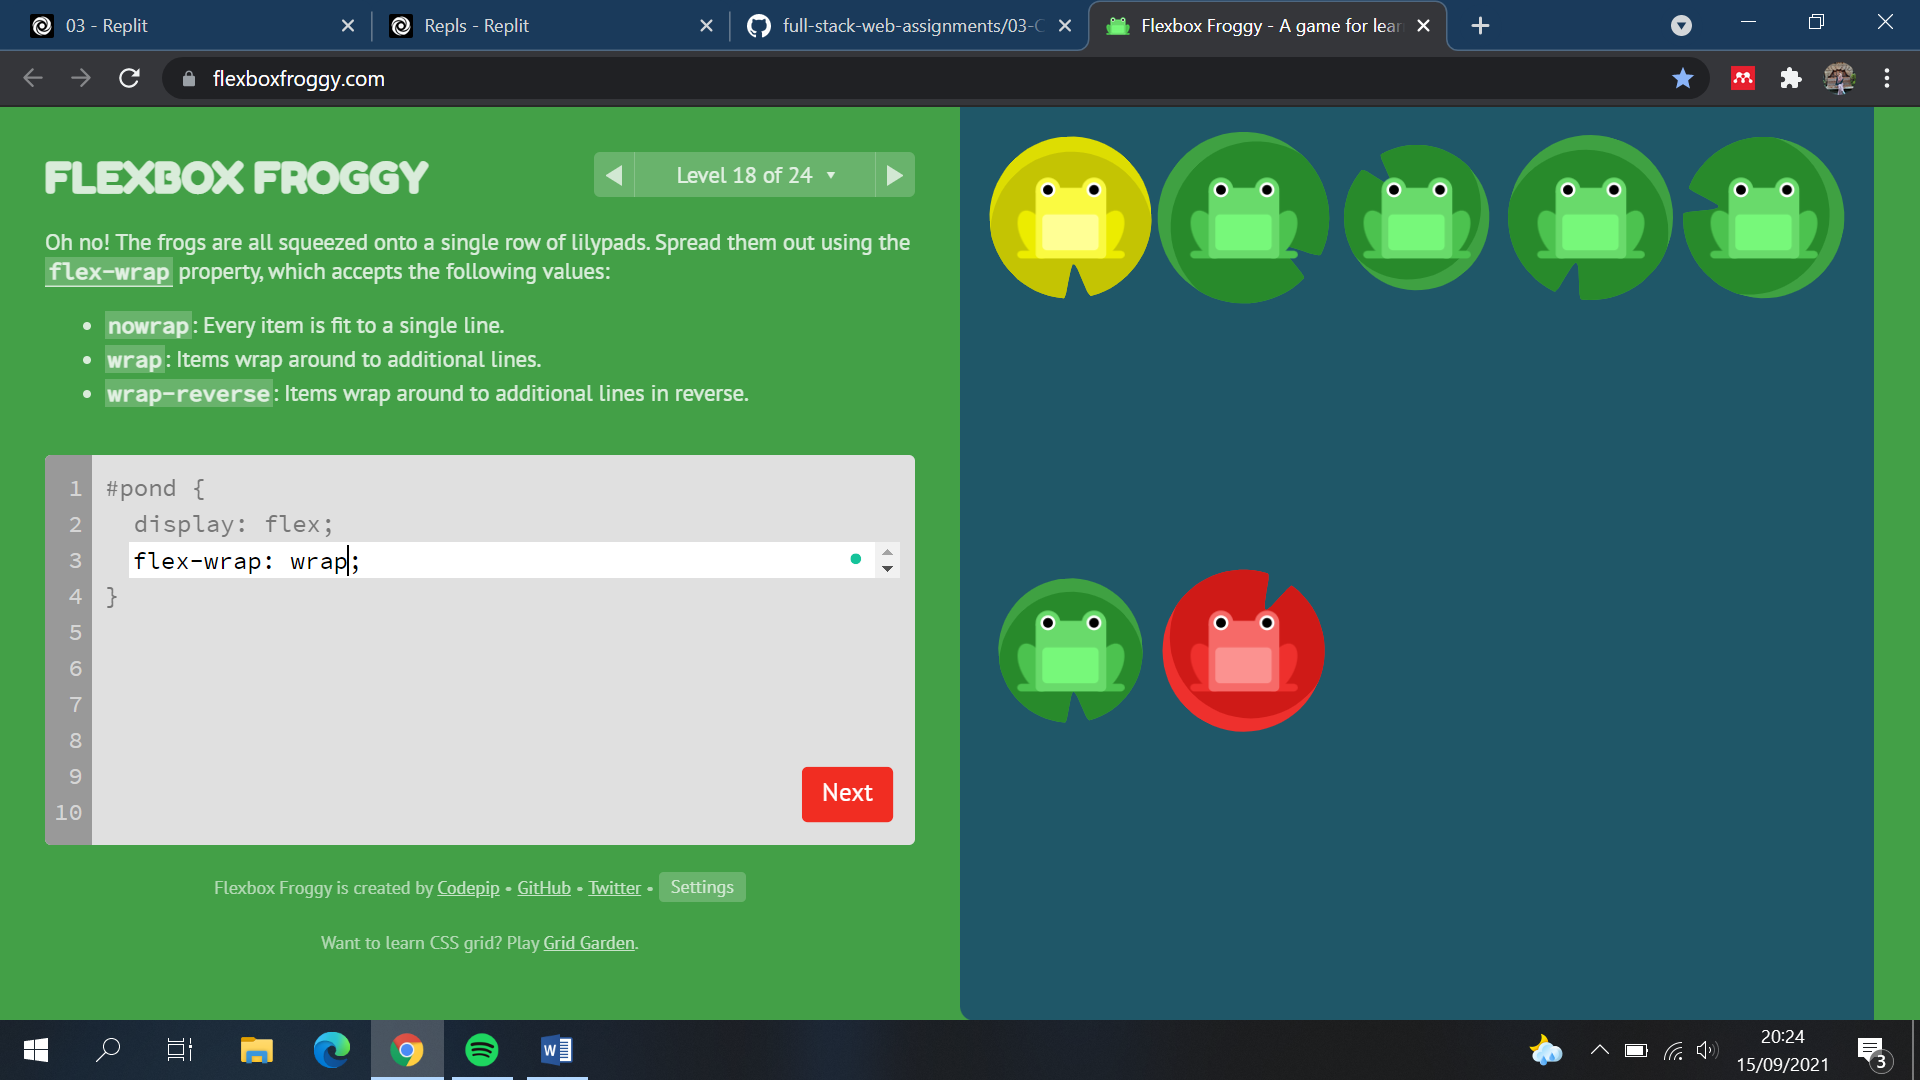 03 - Replit
Repls - Replit
full-stack-web-assignments/03-C
Flexbox Froggy - A game for lear
flexboxfroggy.com
FLEXBOX FROGGY
Level 18 of 24
Oh no! The frogs are all squeezed onto a single row of lilypads. Spread them out using the
flex-wrap property, which accepts the following values:
• nowrap: Every item is fit to a single line.
• wrap: Items wrap around to additional lines.
• wrap-reverse: Items wrap around to additional lines in reverse.
1 #pond {
2 display: flex;
3 flex-wrap: wrap;
4 }
5
6
7
8
9
10
Next
Flexbox Froggy is created by Codepip • GitHub • Twitter • Settings
Want to learn CSS grid? Play Grid Garden.
W
20:24
15/09/2021
3